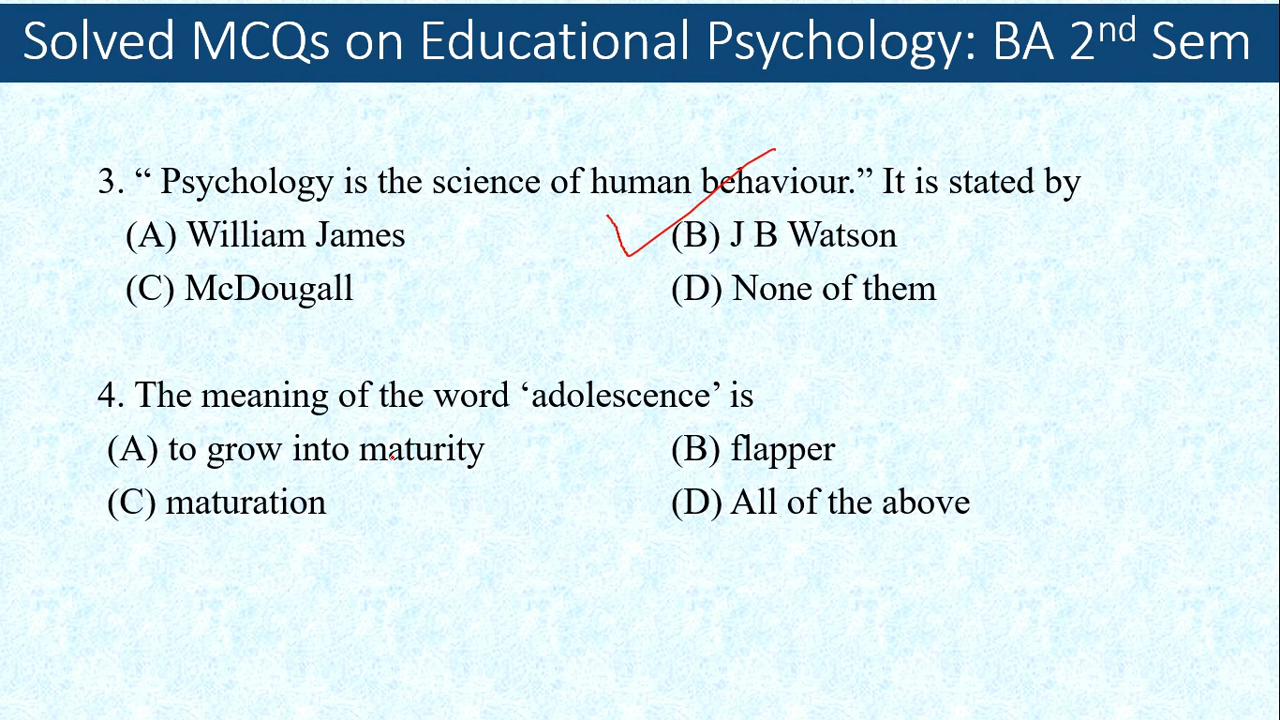 Solved MCQs on Educational Psychology: BA 2nd Sem
3. “ Psychology is the science of human behaviour.” It is stated by
(A) William James (B) J B Watson
(C) McDougall (D) None of them
4. The meaning of the word ‘adolescence’ is
(A) to grow into maturity (B) flapper
(C) maturation (D) All of the above